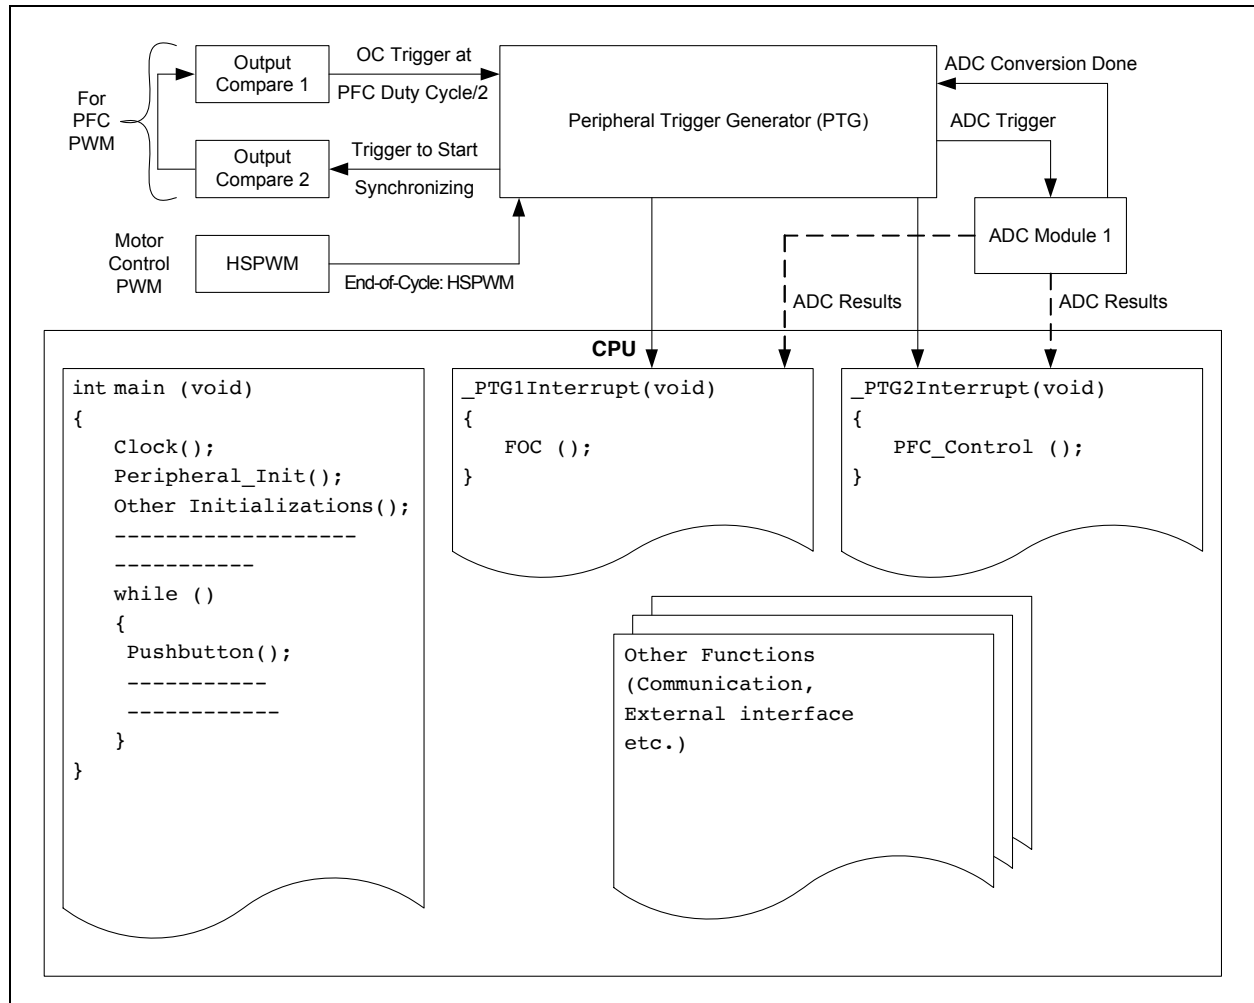 For
PFC
PWM
Output
Compare 1
OC Trigger at
PFC Duty Cycle/2
Output
Compare 2
Trigger to Start
Synchronizing
Peripheral Trigger Generator (PTG)
ADC Conversion Done
ADC Trigger
ADC Module 1
Motor
Control
PWM
HSPWM
End-of-Cycle: HSPWM
ADC Results
ADC Results
CPU
int main (void)
{
Clock();
Peripheral_Init();
Other Initializations();
-------------------
-----------
while ()
{
Pushbutton();
-----------
------------
}
}
_PTG1Interrupt(void)
{
FOC ();
}
_PTG2Interrupt(void)
{
PFC_Control ();
}
Other Functions
(Communication,
External interface
etc.)